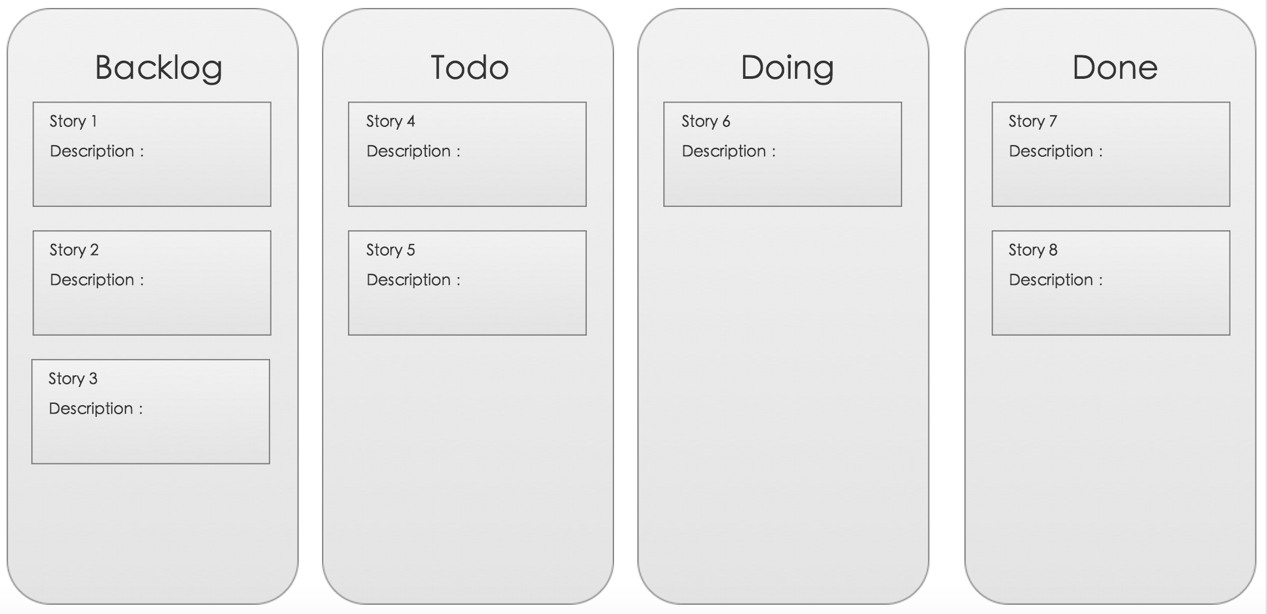 Backlog
Story 1
Description :
Story 2
Description :
Story 3
Description :
Todo
Story 4
Description :
Story 5
Description :
Doing
Story 6
Description :
Done
Story 7
Description :
Story 8
Description :